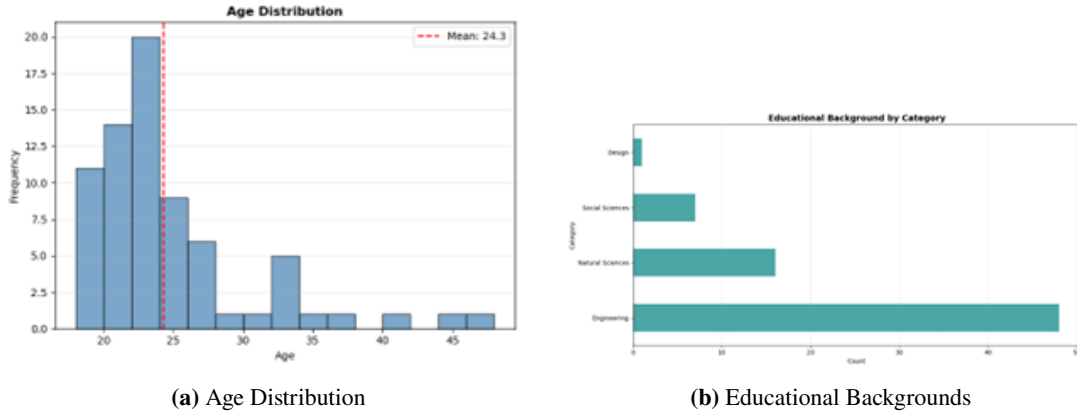 Age Distribution
Mean: 24.3
20.0
17.5
15.0
12.5
10.0
7.5
5.0
2.5
0.0
Frequency
20
25
30
35
40
45
Age
(a) Age Distribution
Educational Background by Category
Design
Social Sciences
Natural Sciences
Engineering
Category
0
10
20
30
40
50
Count
(b) Educational Backgrounds